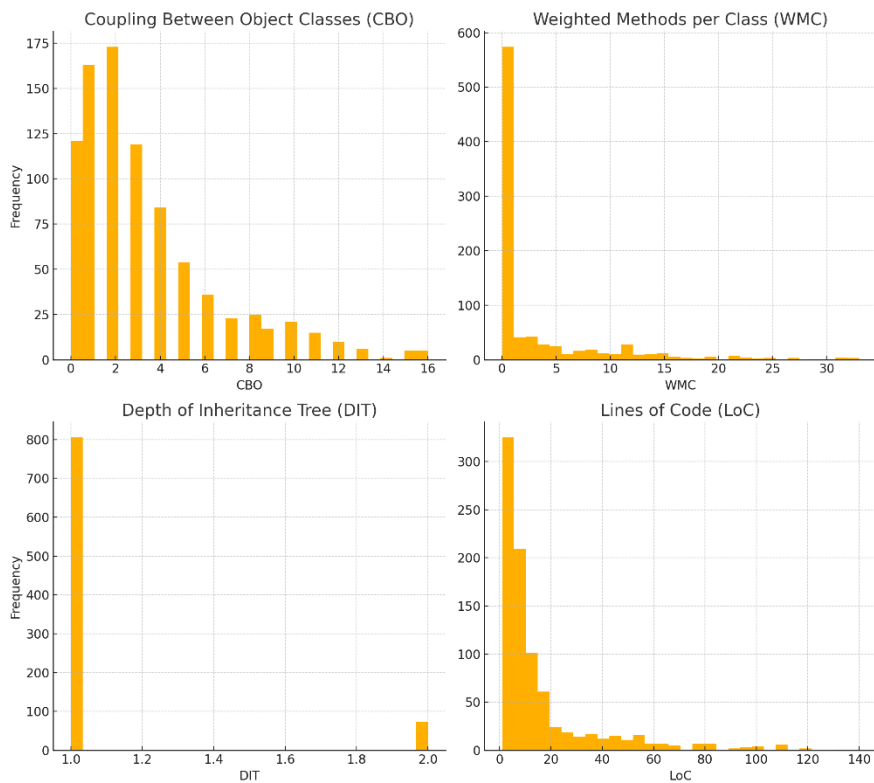 Coupling Between Object Classes (CBO)
175
150
125
100
75
50
25
0
Frequency
0 2 4 6 8 10 12 14 16
CBO
Weighted Methods per Class (WMC)
600
500
400
300
200
100
0
0 5 10 15 20 25 30
WMC
Depth of Inheritance Tree (DIT)
800
700
600
500
400
300
200
100
0
Frequency
1.0 1.2 1.4 1.6 1.8 2.0
DIT
Lines of Code (LoC)
300
250
200
150
100
50
0
0 20 40 60 80 100 120 140
LoC